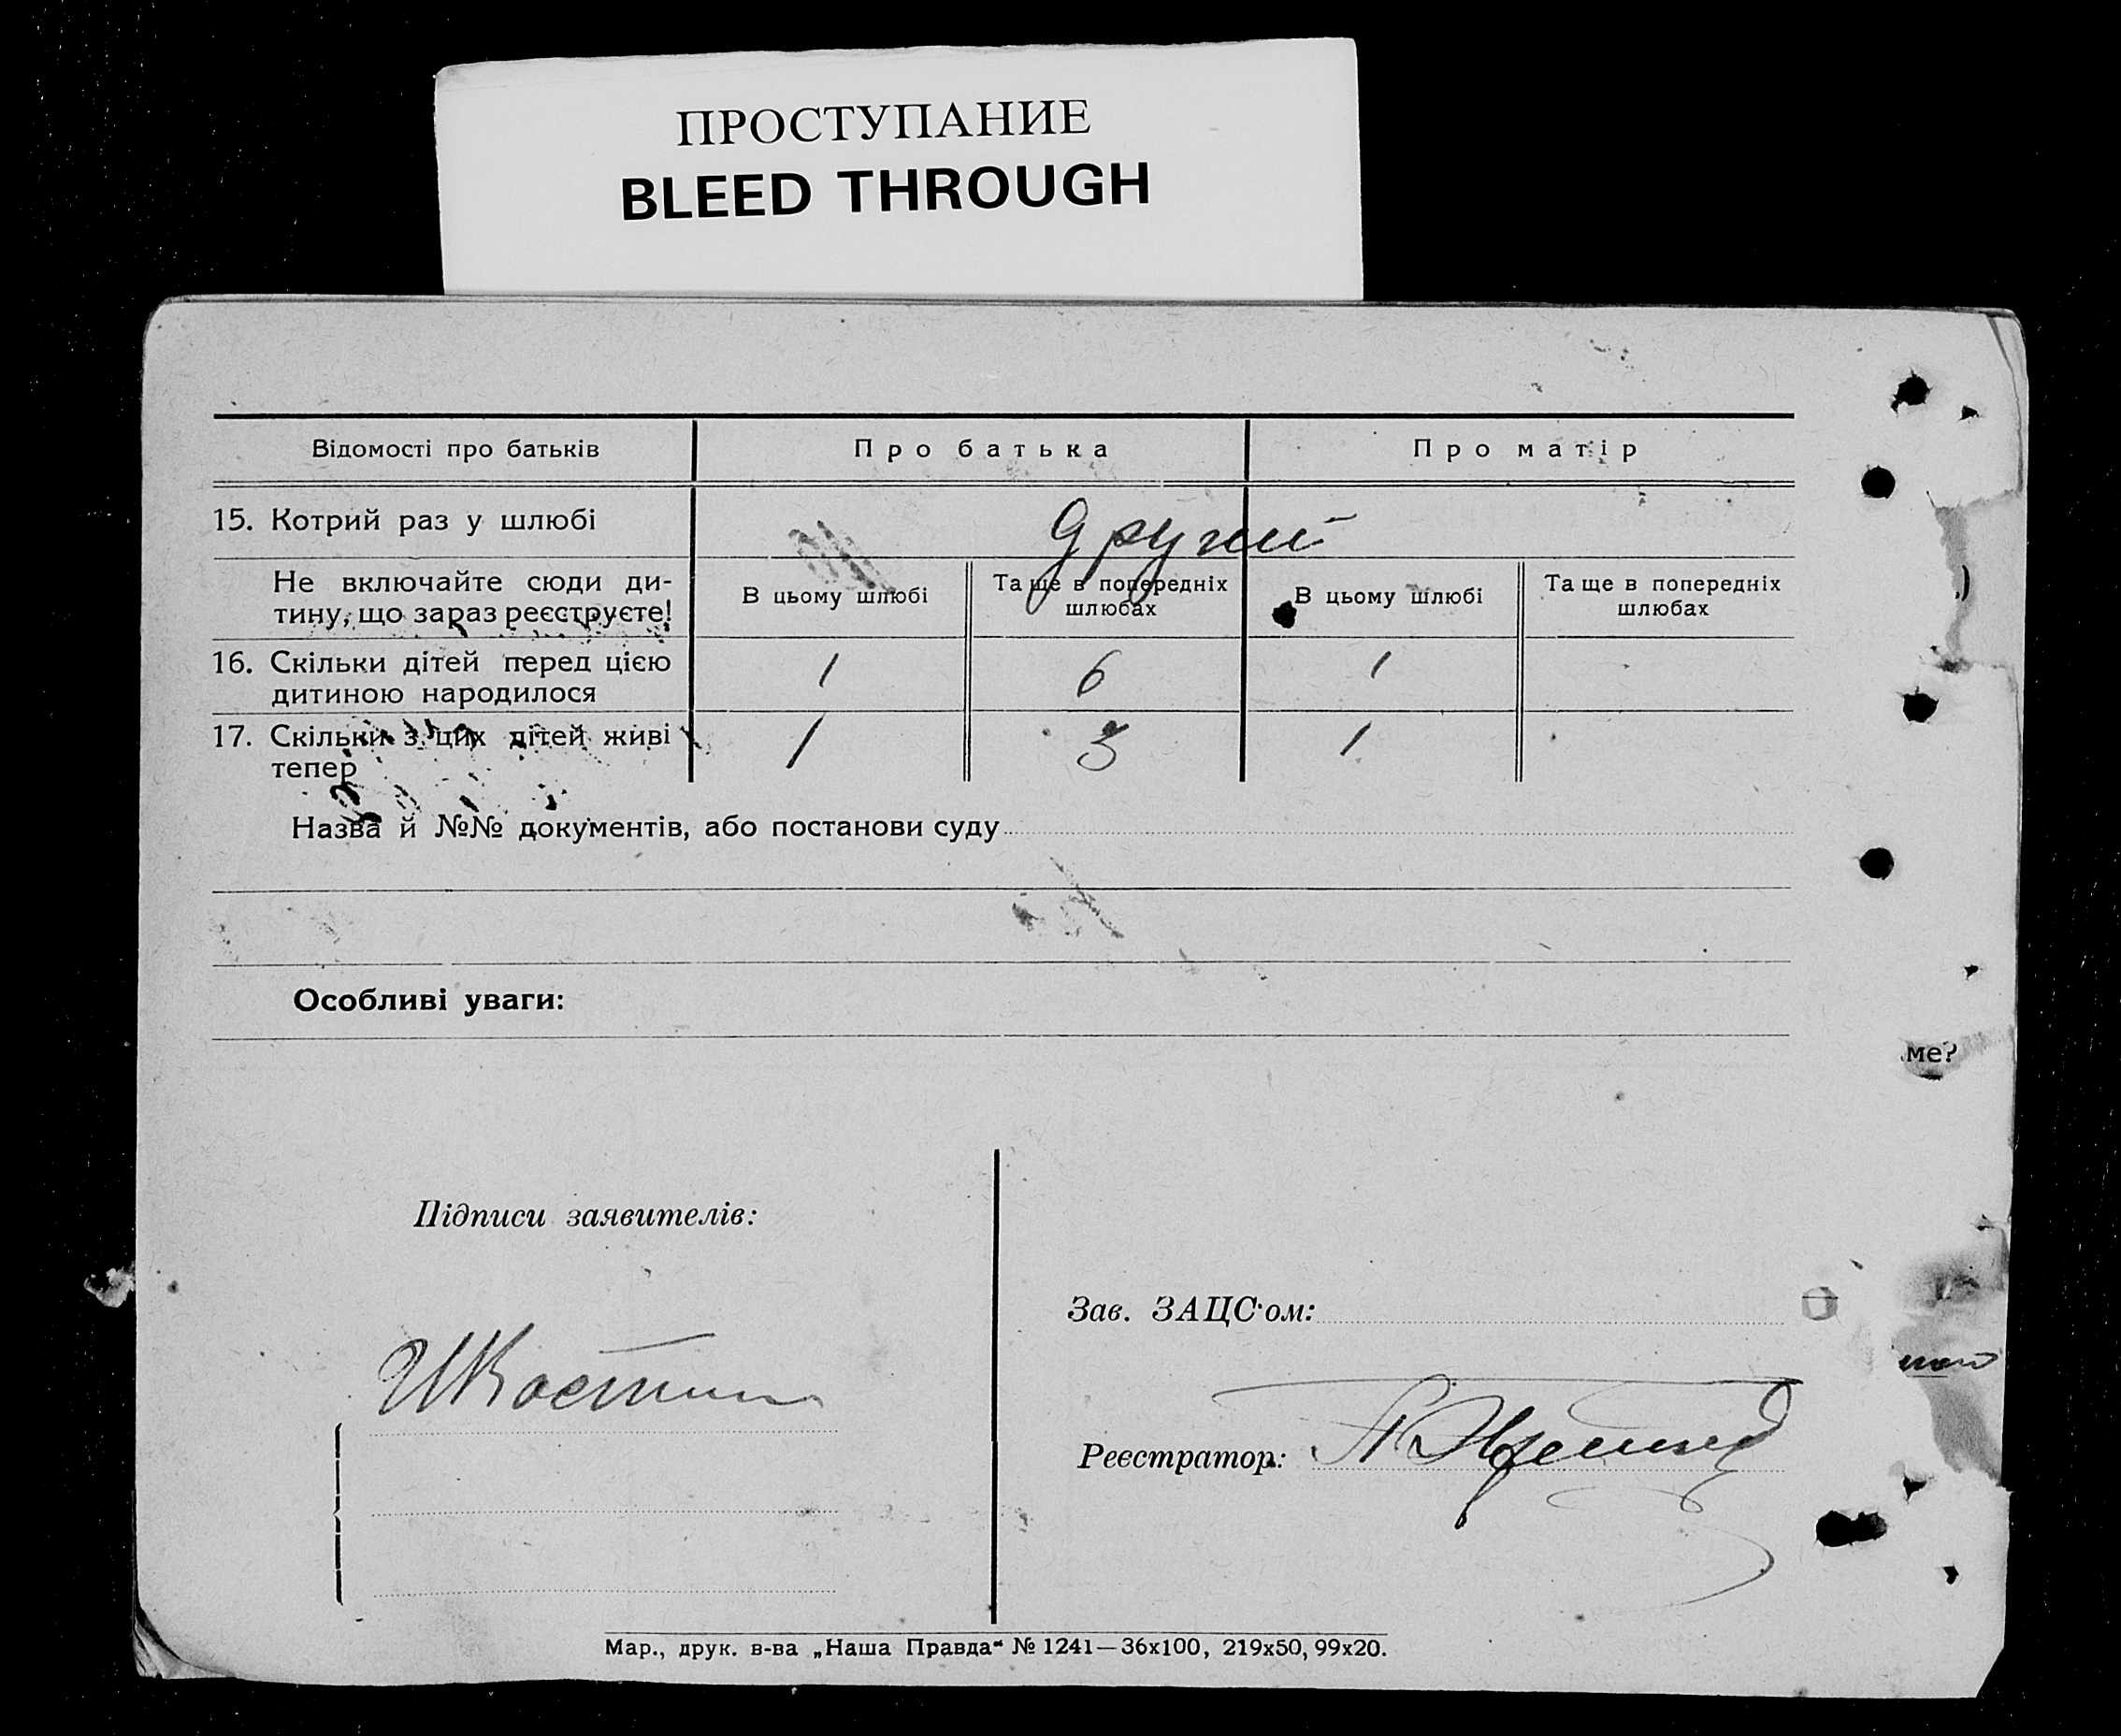 ПРОСТУПАНИЕ
BLEED THROUGH
Відомості про батьків Про батька Про матір
15. Котрий раз у шлюбі другий
Не включайте сюди ди- В цьому шлюбі Та ще в попередніх В цьому шлюбі Та ще в попередніх
тину, що зараз реєструєте! шлюбах шлюбах
16. Скільки дітей перед цією 1 6 1
дитиною народилося
17. Скільки з цих дітей живі 1 3 1
тепер
Назва й №№ документів, або постанови суду
Особливі уваги:
ме?
Підписи заявителів:
Зав. ЗАЦС'ом:
Реєстратор:
Мар., друк. в-ва „Наша Правда“ № 1241—36х100, 219х50, 99х20.